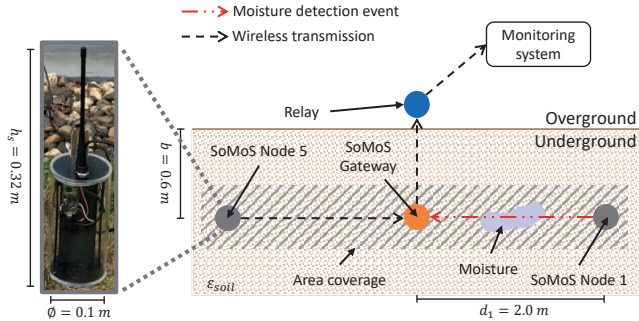 Moisture detection event
Wireless transmission
Monitoring
system
Relay
Overground
Underground
h_s = 0.32 m
b = 0.6 m
SoMoS Node 5
SoMoS
Gateway
Area coverage
Moisture
SoMoS Node 1
ε_soil
Ø = 0.1 m
d_1 = 2.0 m